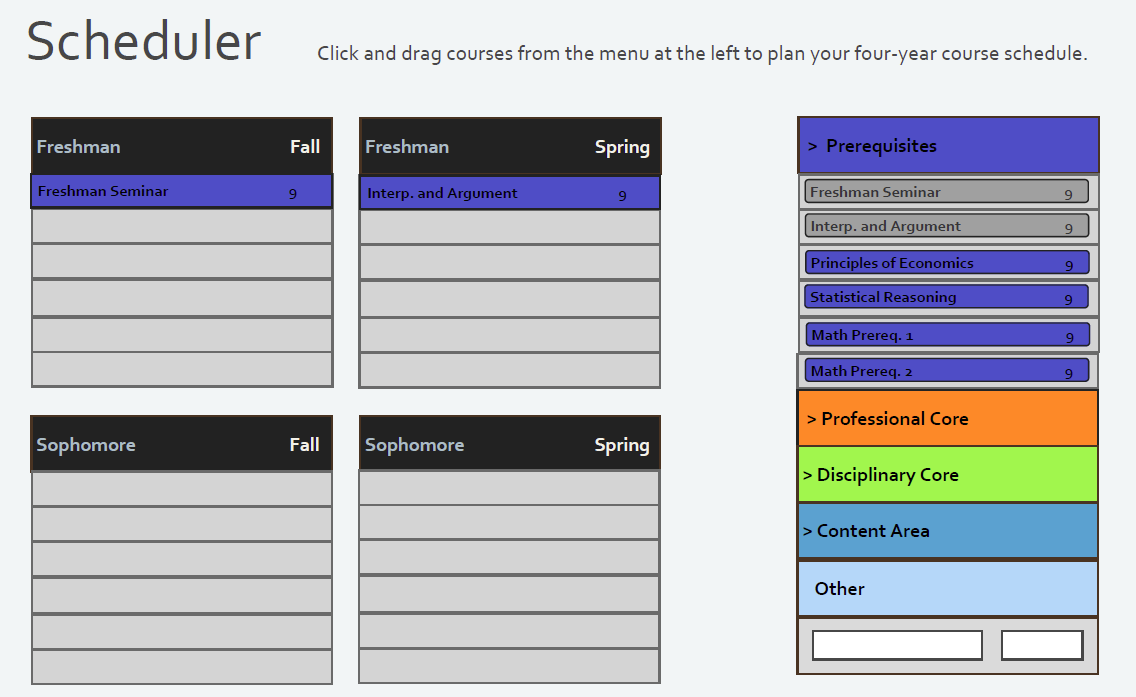 Scheduler
Click and drag courses from the menu at the left to plan your four-year course schedule.
Freshman Fall
Freshman Seminar 9
Freshman Spring
Interp. and Argument 9
Sophomore Fall
Sophomore Spring
> Prerequisites
Freshman Seminar 9
Interp. and Argument 9
Principles of Economics 9
Statistical Reasoning 9
Math Prereq. 1 9
Math Prereq. 2 9
> Professional Core
> Disciplinary Core
> Content Area
Other